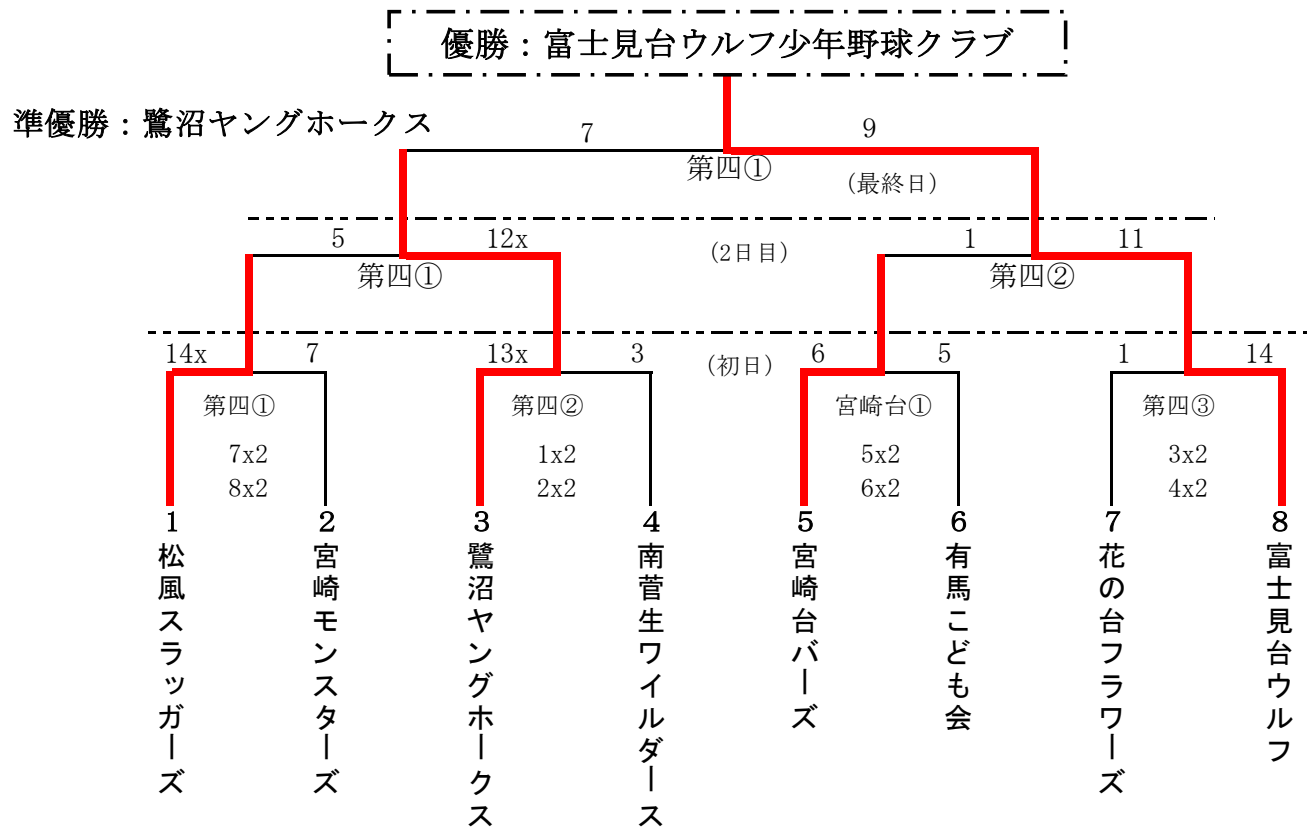 優勝：富士見台ウルフ少年野球クラブ
準優勝：鷺沼ヤングホークス
7
9
第四①
(最終日)
5
12x
(2日目)
1
11
第四①
第四②
14x
7
13x
3
(初日)
6
5
1
14
第四①
第四②
宮崎台①
第四③
7x2
1x2
5x2
3x2
8x2
2x2
6x2
4x2
1
2
3
4
5
6
7
8
松風スラッガーズ
宮崎モンスターズ
鷺沼ヤングホークス
南菅生ワイルダース
宮崎台バーズ
有馬こども会
花の台フラワーズ
富士見台ウルフ